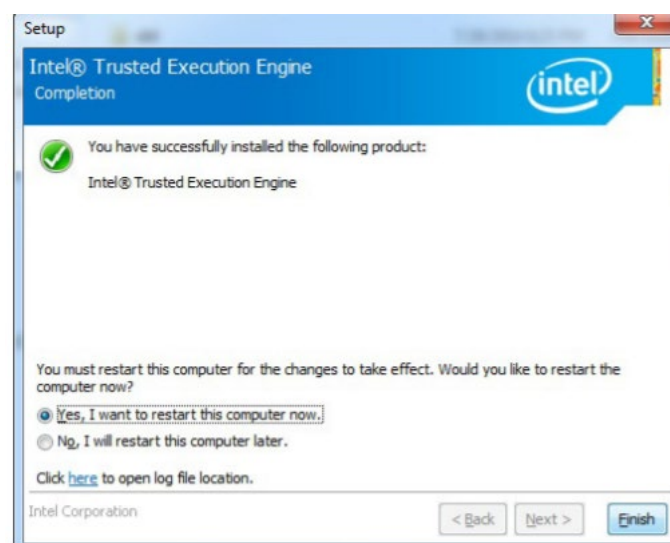 Setup
Intel® Trusted Execution Engine
Completion
intel
You have successfully installed the following product:
Intel® Trusted Execution Engine
You must restart this computer for the changes to take effect. Would you like to restart the
computer now?
Yes, I want to restart this computer now.
No, I will restart this computer later.
Click here to open log file location.
Intel Corporation
< Back Next > Finish